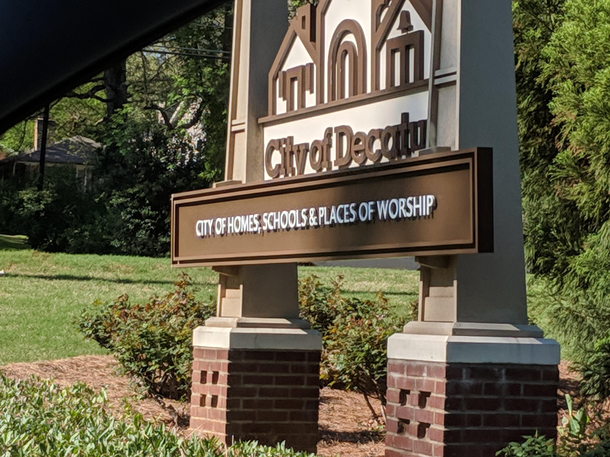 City of Decatur
CITY OF HOMES, SCHOOLS & PLACES OF WORSHIP